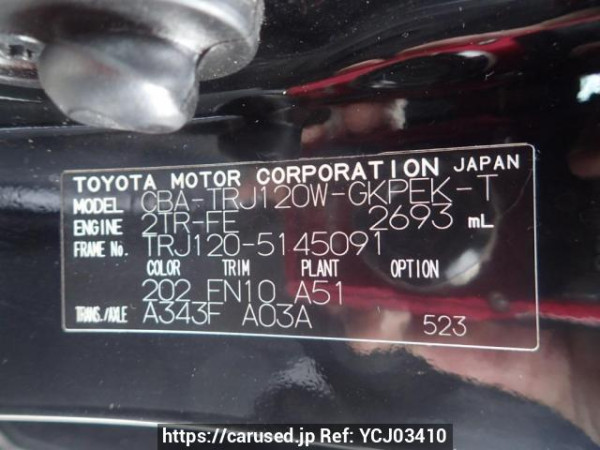 TOYOTA MOTOR CORPORATION JAPAN
MODEL CBA-TRJ120W-GKPEK-T
ENGINE 2TR-FE 2693 mL
FRAME No. TRJ120-5145091
COLOR TRIM PLANT OPTION
202 FN10 A51
TRANS./AXLE A343F A03A 523
https://carused.jp Ref: YCJ03410